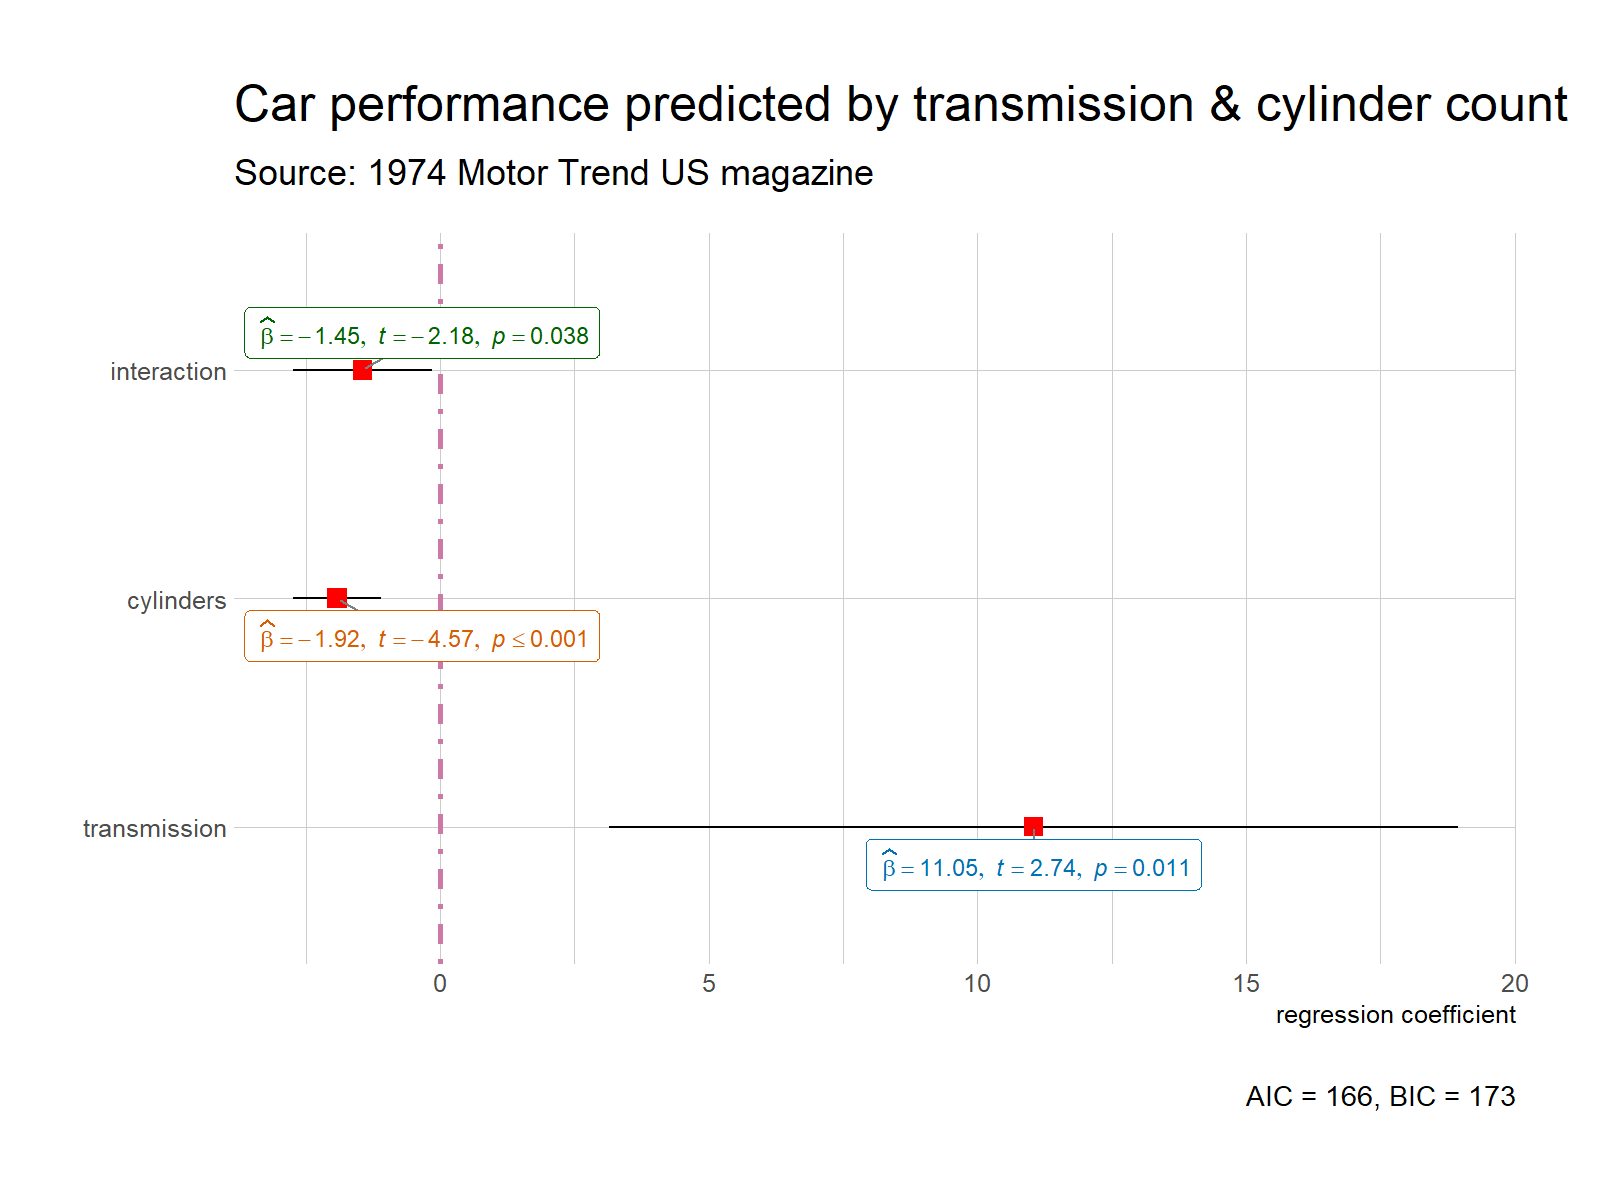 Car performance predicted by transmission & cylinder count
Source: 1974 Motor Trend US magazine
β̂ = −1.45, t = −2.18, p = 0.038
interaction
cylinders
β̂ = −1.92, t = −4.57, p ≤ 0.001
transmission
β̂ = 11.05, t = 2.74, p = 0.011
0 5 10 15 20
regression coefficient
AIC = 166, BIC = 173